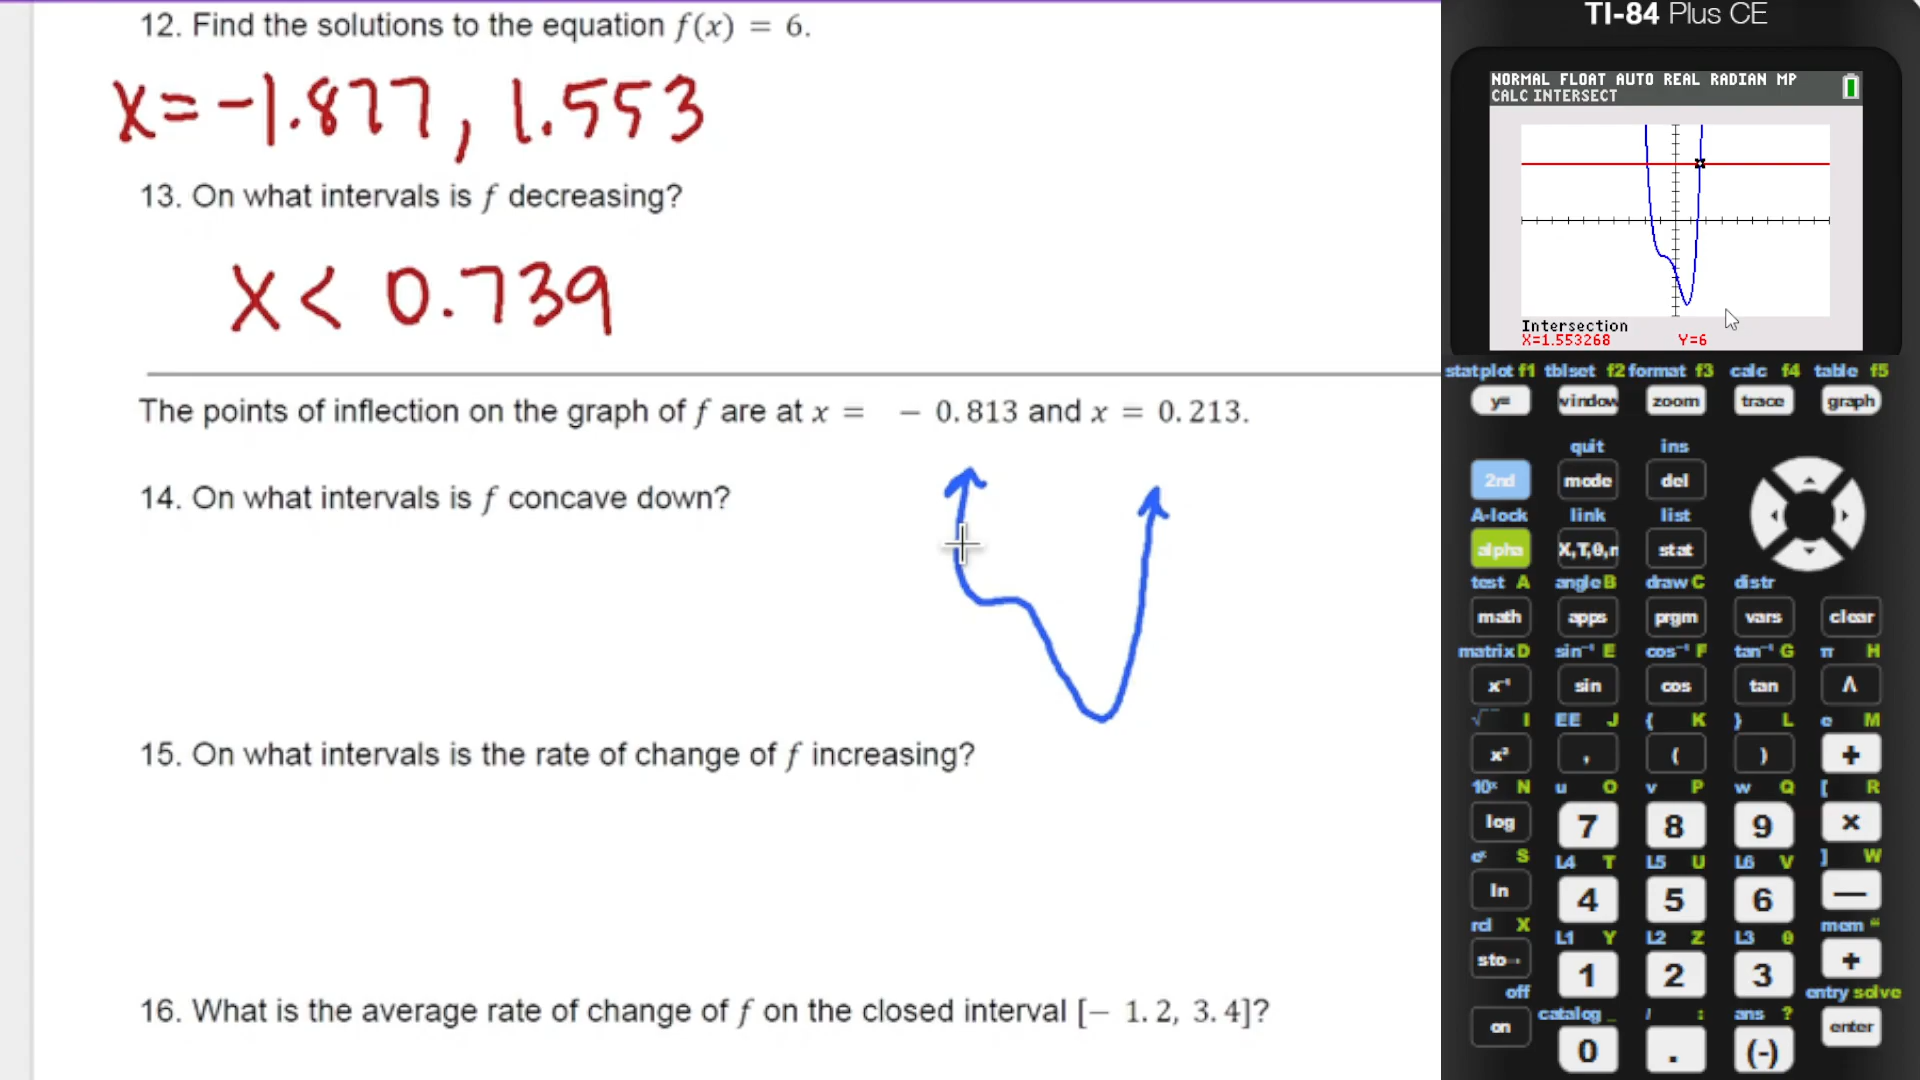 12. Find the solutions to the equation f(x) = 6.
x = -1.877, 1.553
13. On what intervals is f decreasing?
x < 0.739
The points of inflection on the graph of f are at x = − 0.813 and x = 0.213.
14. On what intervals is f concave down?
15. On what intervals is the rate of change of f increasing?
16. What is the average rate of change of f on the closed interval [− 1.2, 3.4]?
TI-84 Plus CE
NORMAL FLOAT AUTO REAL RADIAN MP
CALC INTERSECT
Intersection
X=1.553268 Y=6
statplot f1 tblset f2 format f3 calc f4 table f5
y= window zoom trace graph
quit ins
2nd mode del
A-lock link list
alpha X,T,θ,n stat
test A angle B draw C distr
math apps prgm vars clear
matrix D sin⁻¹ E cos⁻¹ F tan⁻¹ G π H
x⁻¹ sin cos tan ^
√ I EE J { K } L e M
x² , ( ) ÷
10ˣ N u O v P w Q [ R
log 7 8 9 ×
eˣ S L4 T L5 U L6 V ] W
ln 4 5 6 —
rcl X L1 Y L2 Z L3 θ mem "
sto→ 1 2 3 +
off catalog _ / : ans ? entry solve
on 0 . (-) enter